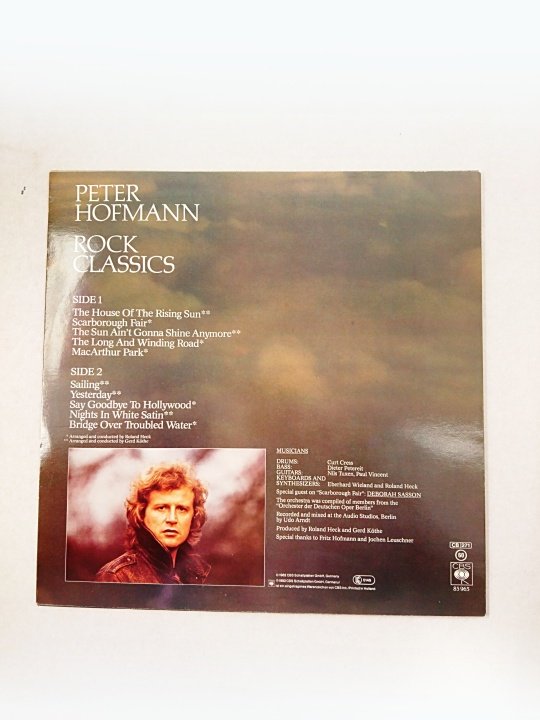 PETER
HOFMANN
ROCK
CLASSICS
SIDE 1
The House Of The Rising Sun**
Scarborough Fair*
The Sun Ain't Gonna Shine Anymore**
The Long And Winding Road*
MacArthur Park*
SIDE 2
Sailing**
Yesterday**
Say Goodbye To Hollywood*
Nights In White Satin**
Bridge Over Troubled Water*
* Arranged and conducted by Roland Heck
** Arranged and conducted by Gerd Köthe
MUSICIANS
DRUMS: Curt Cress
BASS: Dieter Petereit
GUITARS: Nils Tuxen, Paul Vincent
KEYBOARDS AND
SYNTHESIZERS: Eberhard Wieland and Roland Heck
Special guest on "Scarborough Fair": DEBORAH SASSON
The orchestra was compiled of members from the
"Orchester der Deutschen Oper Berlin"
Recorded and mixed at the Audio Studios, Berlin
by Udo Arndt
Produced by Roland Heck and Gerd Köthe
Special thanks to Fritz Hofmann and Jochen Leuschner
CBS
85 965